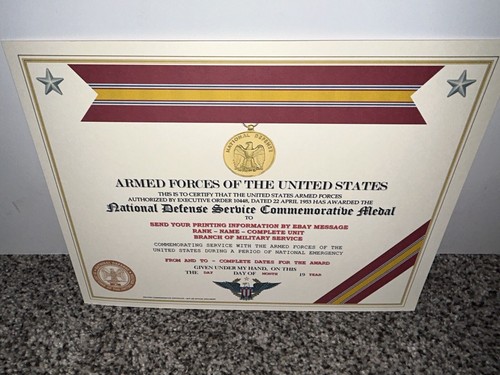 NATIONAL DEFENSE
ARMED FORCES OF THE UNITED STATES
THIS IS TO CERTIFY THAT THE UNITED STATES ARMED FORCES
AUTHORIZED BY EXECUTIVE ORDER 10448, DATED 22 APRIL 1953 HAS AWARDED THE
National Defense Service Commemorative Medal
TO
SEND YOUR PRINTING INFORMATION BY EBAY MESSAGE
RANK - NAME - COMPLETE UNIT
BRANCH OF MILITARY SERVICE
COMMEMORATING SERVICE WITH THE ARMED FORCES OF THE
UNITED STATES DURING A PERIOD OF NATIONAL EMERGENCY
FROM AND TO - COMPLETE DATES FOR THE AWARD
GIVEN UNDER MY HAND, ON THIS
THE DAY DAY OF MONTH 19 YEAR